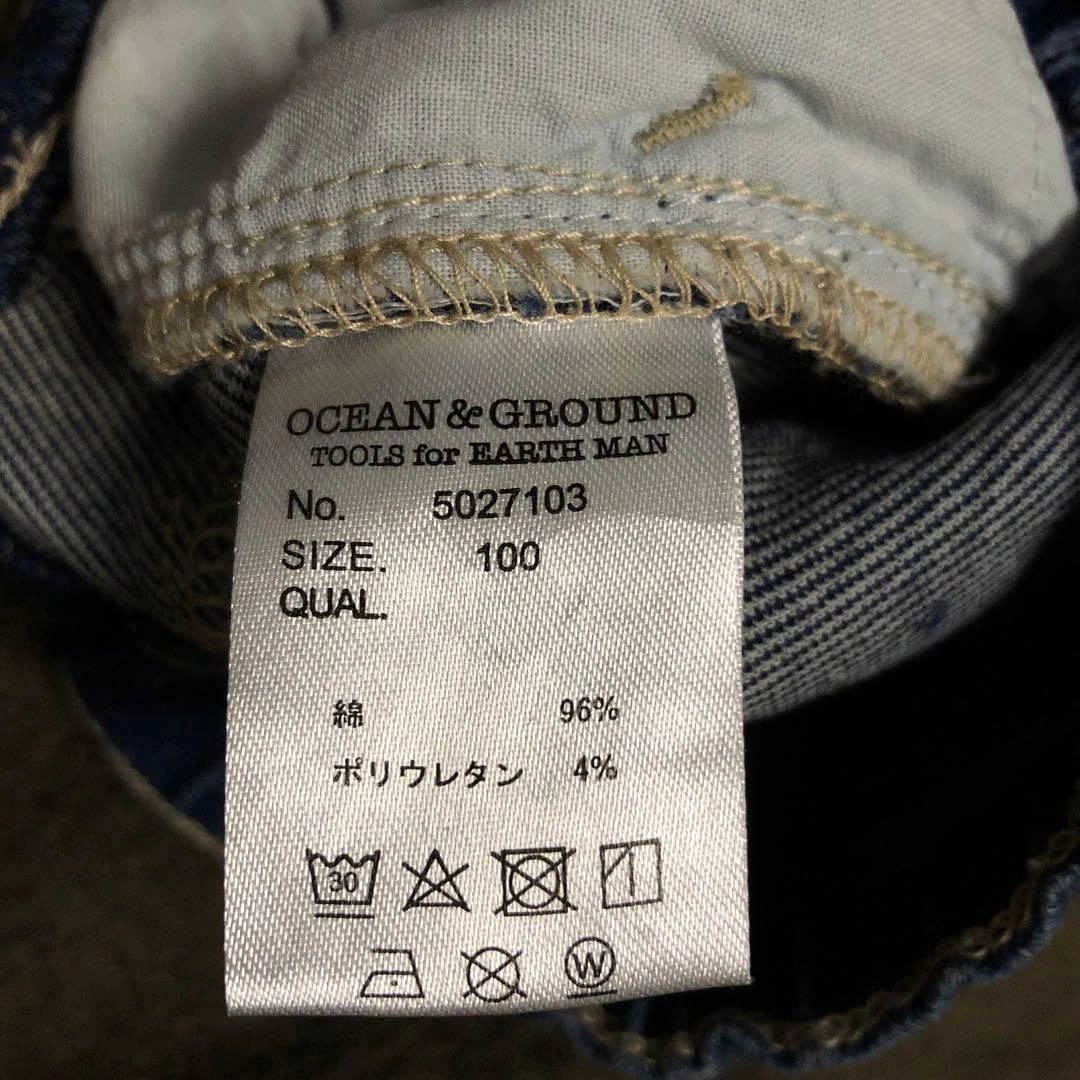 OCEAN & GROUND
TOOLS for EARTH MAN
No. 5027103
SIZE. 100
QUAL.
綿 96%
ポリウレタン 4%
30
W